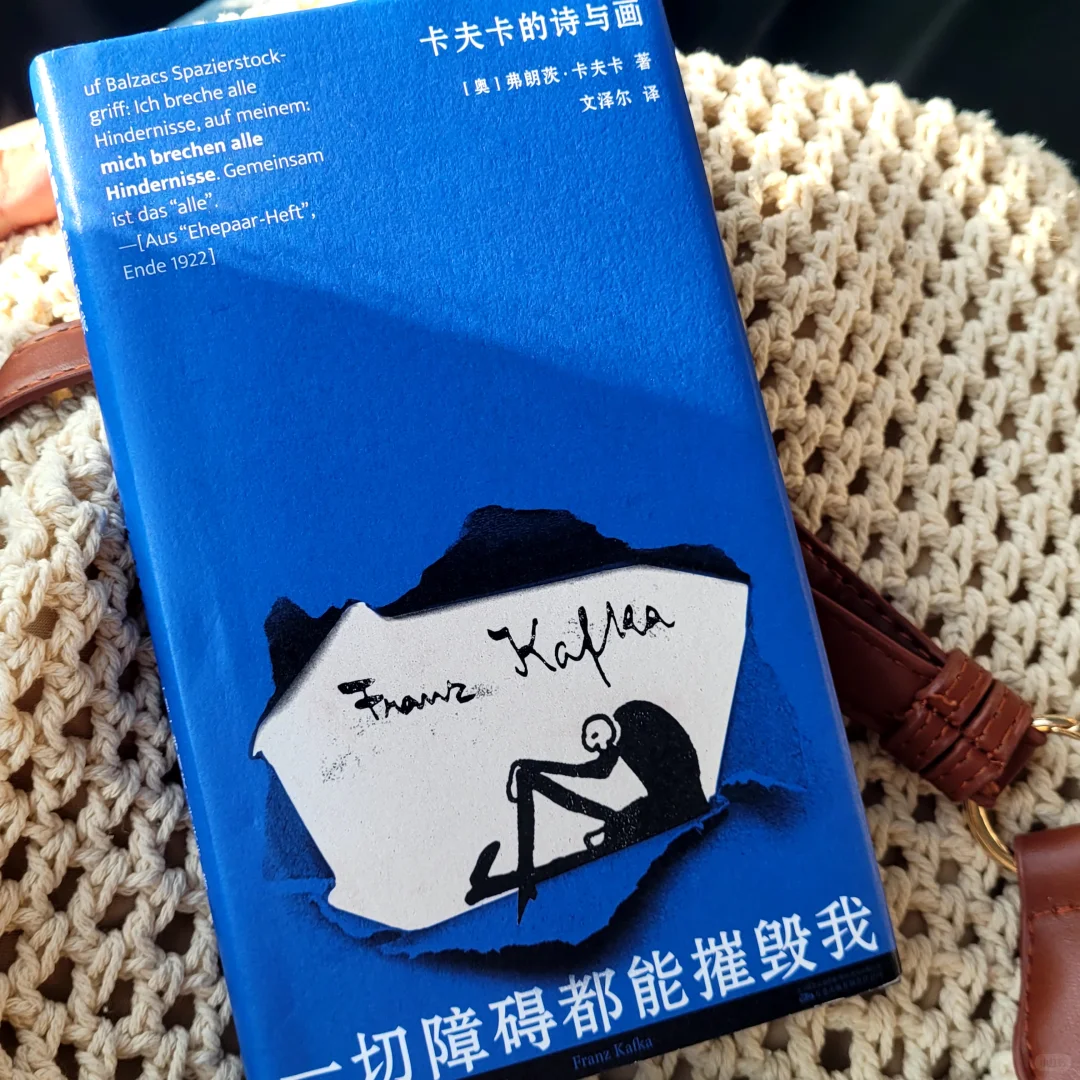 卡夫卡的诗与画
[奥]弗朗茨·卡夫卡 著
文泽尔 译
uf Balzacs Spazierstock-
griff: Ich breche alle
Hindernisse, auf meinem:
mich brechen alle
Hindernisse. Gemeinsam
ist das “alle”.
—[Aus “Ehepaar-Heft”,
Ende 1922]
Franz Kafka
一切障碍都能摧毁我
Franz Kafka